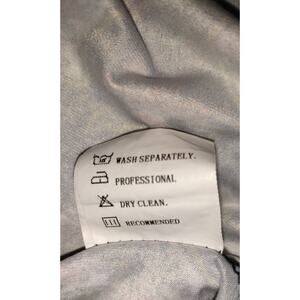 WASH SEPARATELY.
PROFESSIONAL
DRY CLEAN.
RECOMMENDED